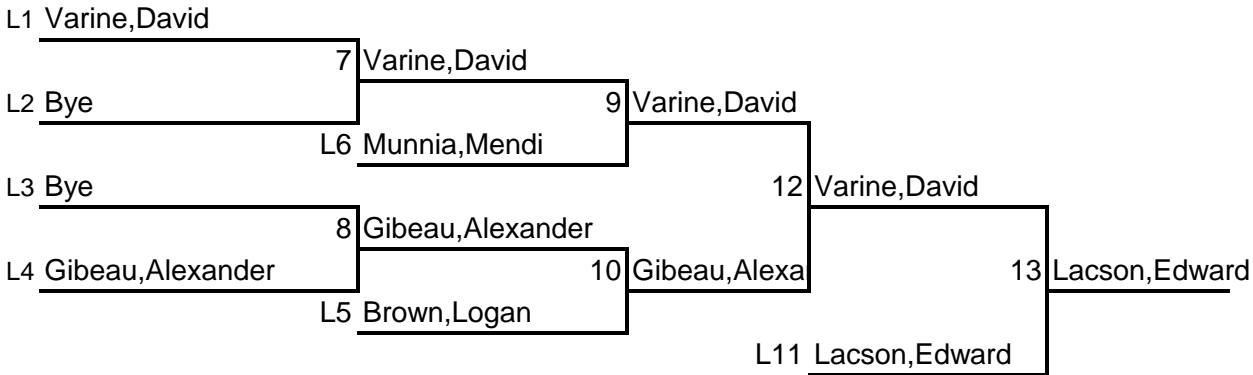 L1 Varine,David
7 Varine,David
L2 Bye
9 Varine,David
L6 Munnia,Mendi
L3 Bye
12 Varine,David
8 Gibeau,Alexander
L4 Gibeau,Alexander
10 Gibeau,Alexa
13 Lacson,Edward
L5 Brown,Logan
L11 Lacson,Edward